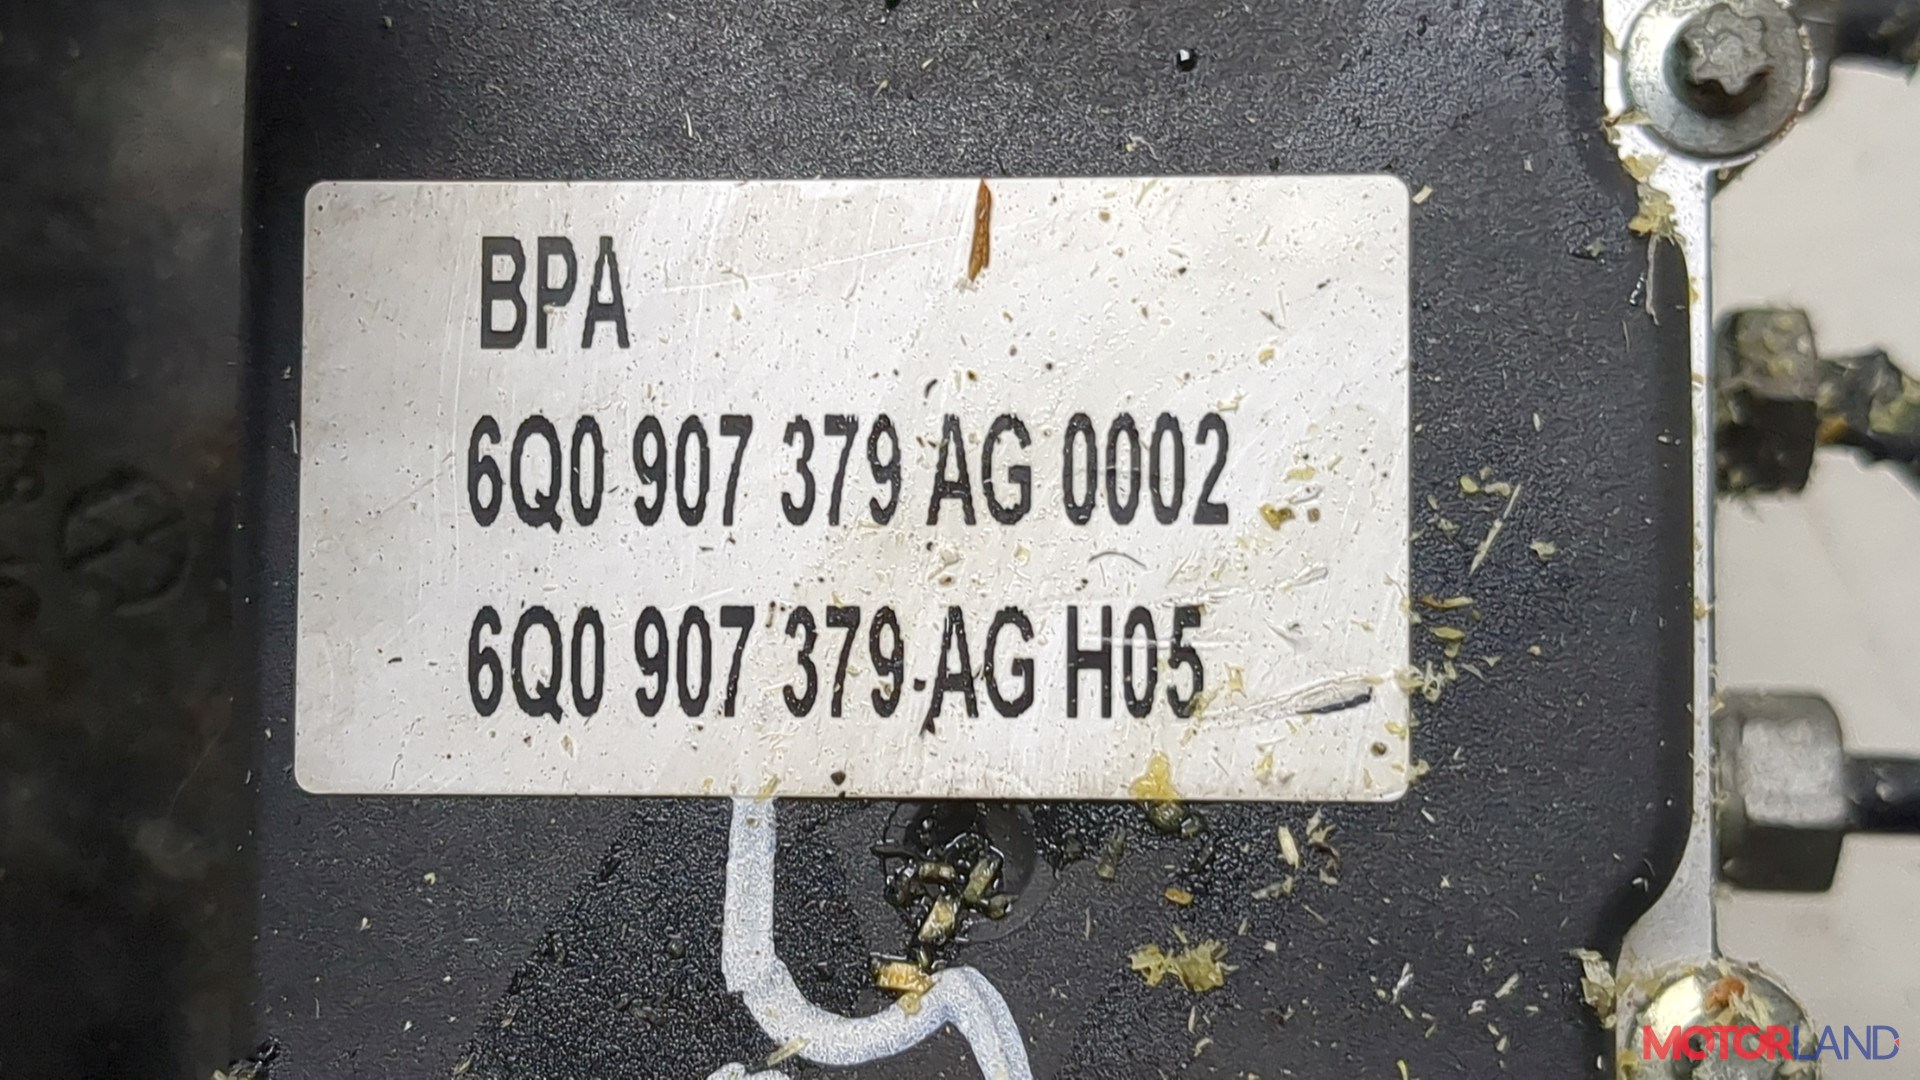 BPA
6Q0 907 379 AG 0002
6Q0 907 379 AG H05
MOTORLAND